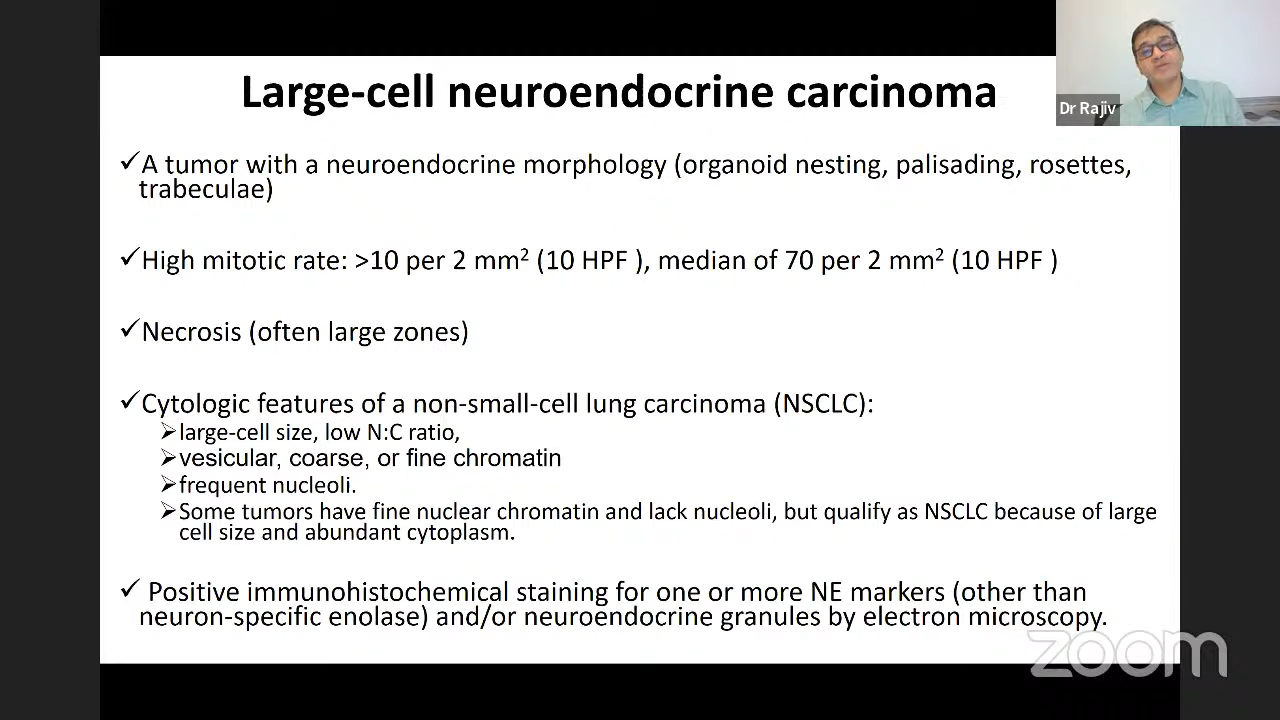 Large-cell neuroendocrine carcinoma
Dr Rajiv
✓A tumor with a neuroendocrine morphology (organoid nesting, palisading, rosettes,
trabeculae)
✓High mitotic rate: >10 per 2 mm² (10 HPF ), median of 70 per 2 mm² (10 HPF )
✓Necrosis (often large zones)
✓Cytologic features of a non-small-cell lung carcinoma (NSCLC):
➢large-cell size, low N:C ratio,
➢vesicular, coarse, or fine chromatin
➢frequent nucleoli.
➢Some tumors have fine nuclear chromatin and lack nucleoli, but qualify as NSCLC because of large
cell size and abundant cytoplasm.
✓ Positive immunohistochemical staining for one or more NE markers (other than
neuron-specific enolase) and/or neuroendocrine granules by electron microscopy.
zoom